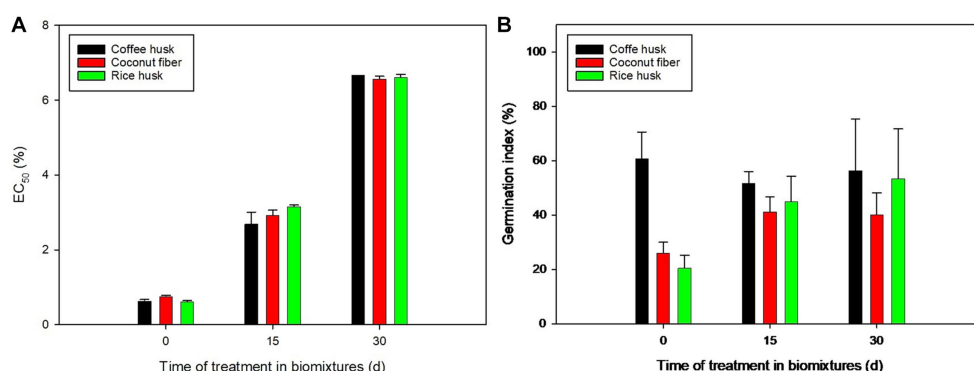 A
8
6
4
2
0
EC50 (%)
Coffee husk
Coconut fiber
Rice husk
0 15 30
Time of treatment in biomixtures (d)
B
100
80
60
40
20
0
Germination index (%)
Coffe husk
Coconut fiber
Rice husk
0 15 30
Time of treatment in biomixtures (d)